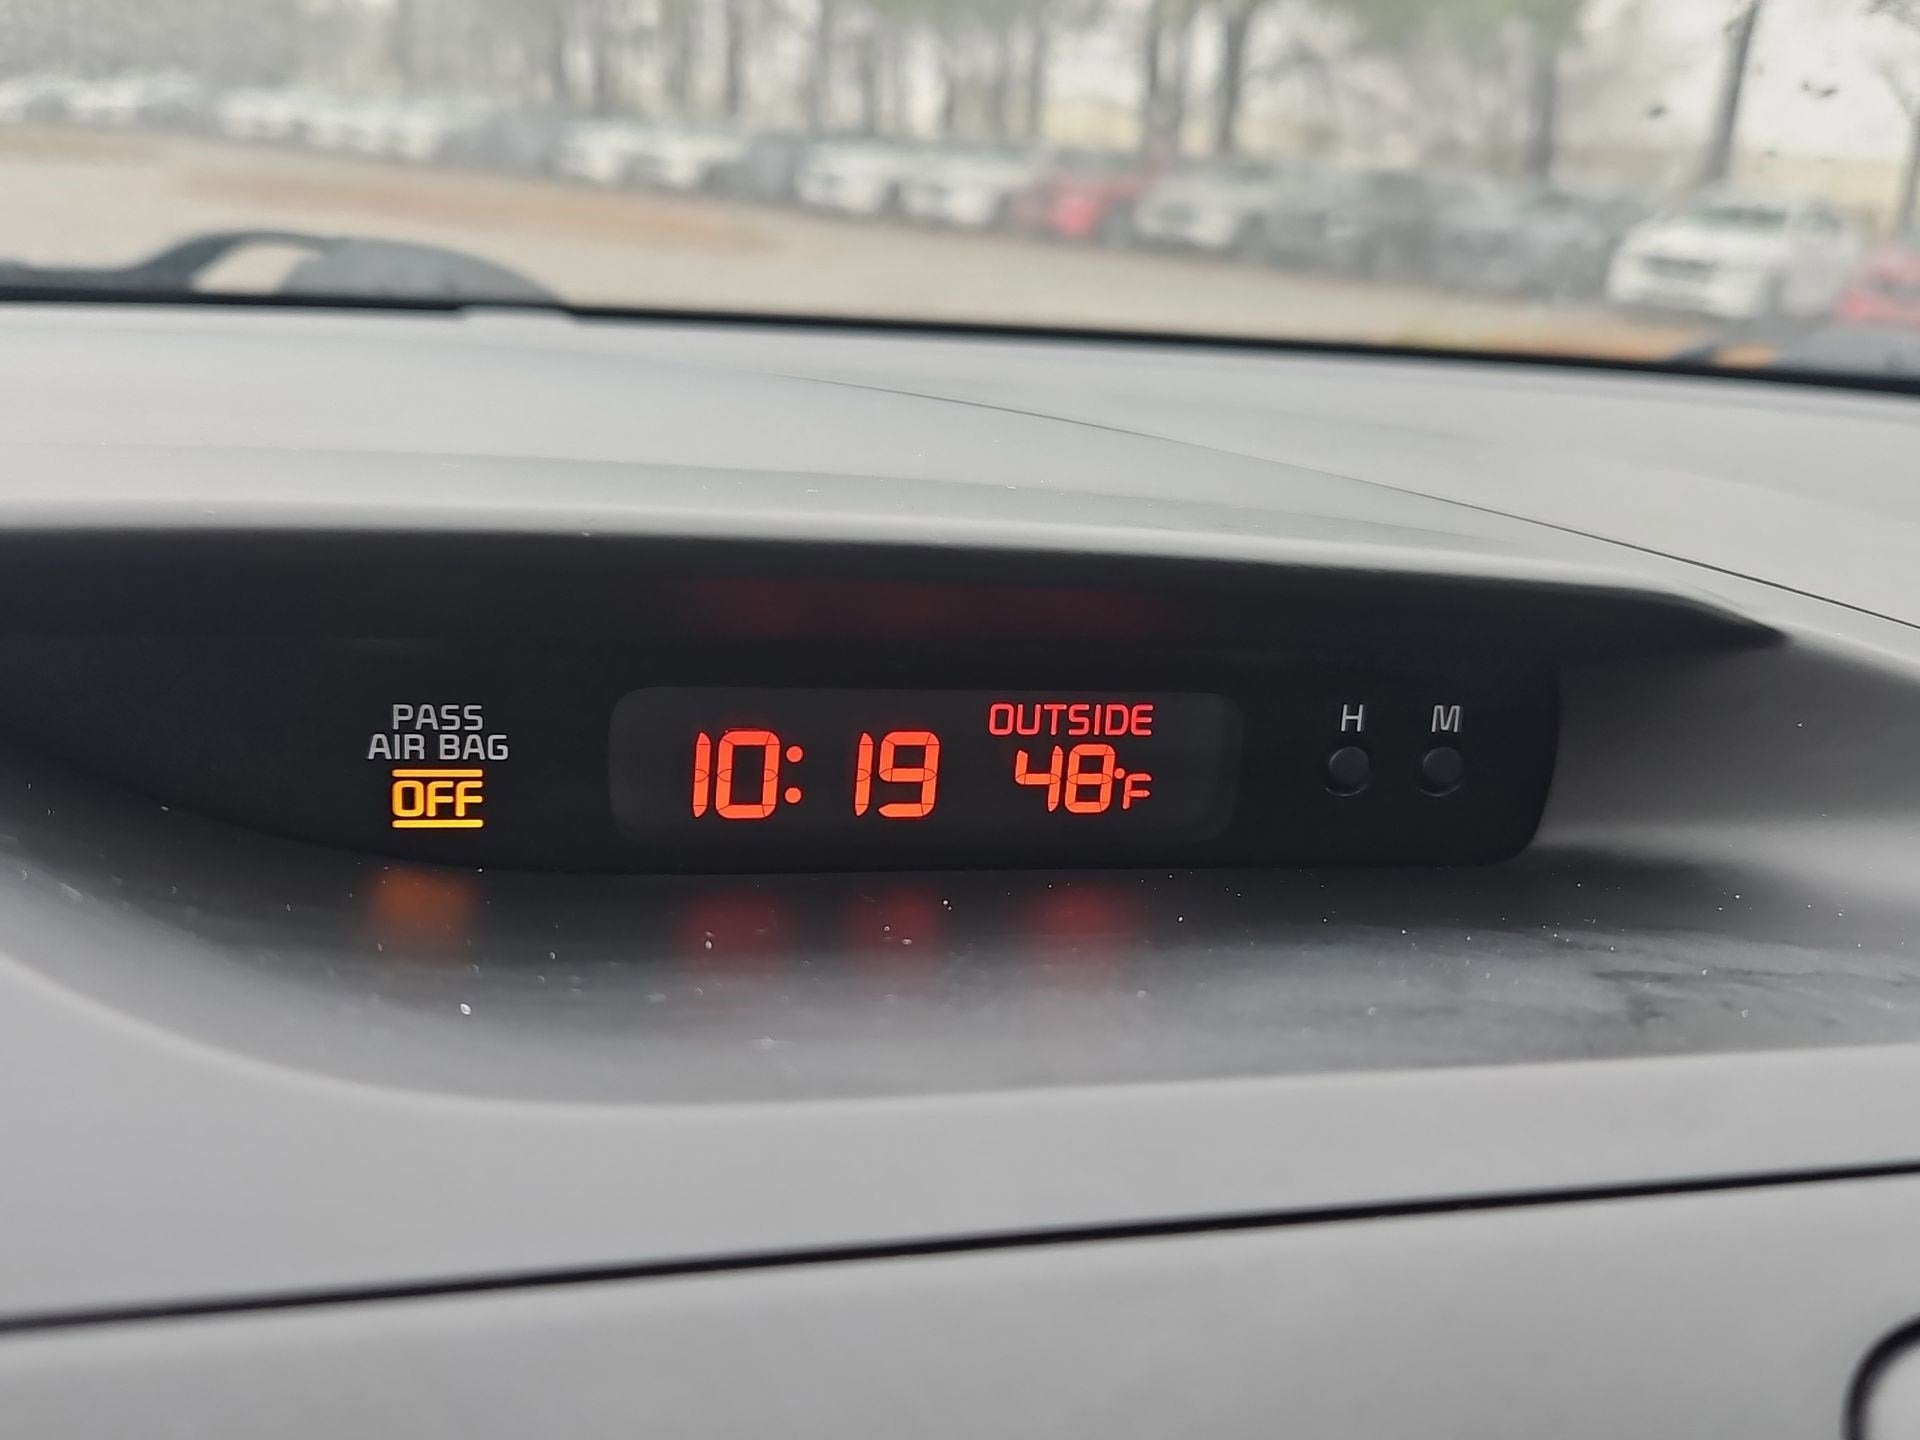 PASS
AIR BAG
OFF
10:19
OUTSIDE
48°F
H M